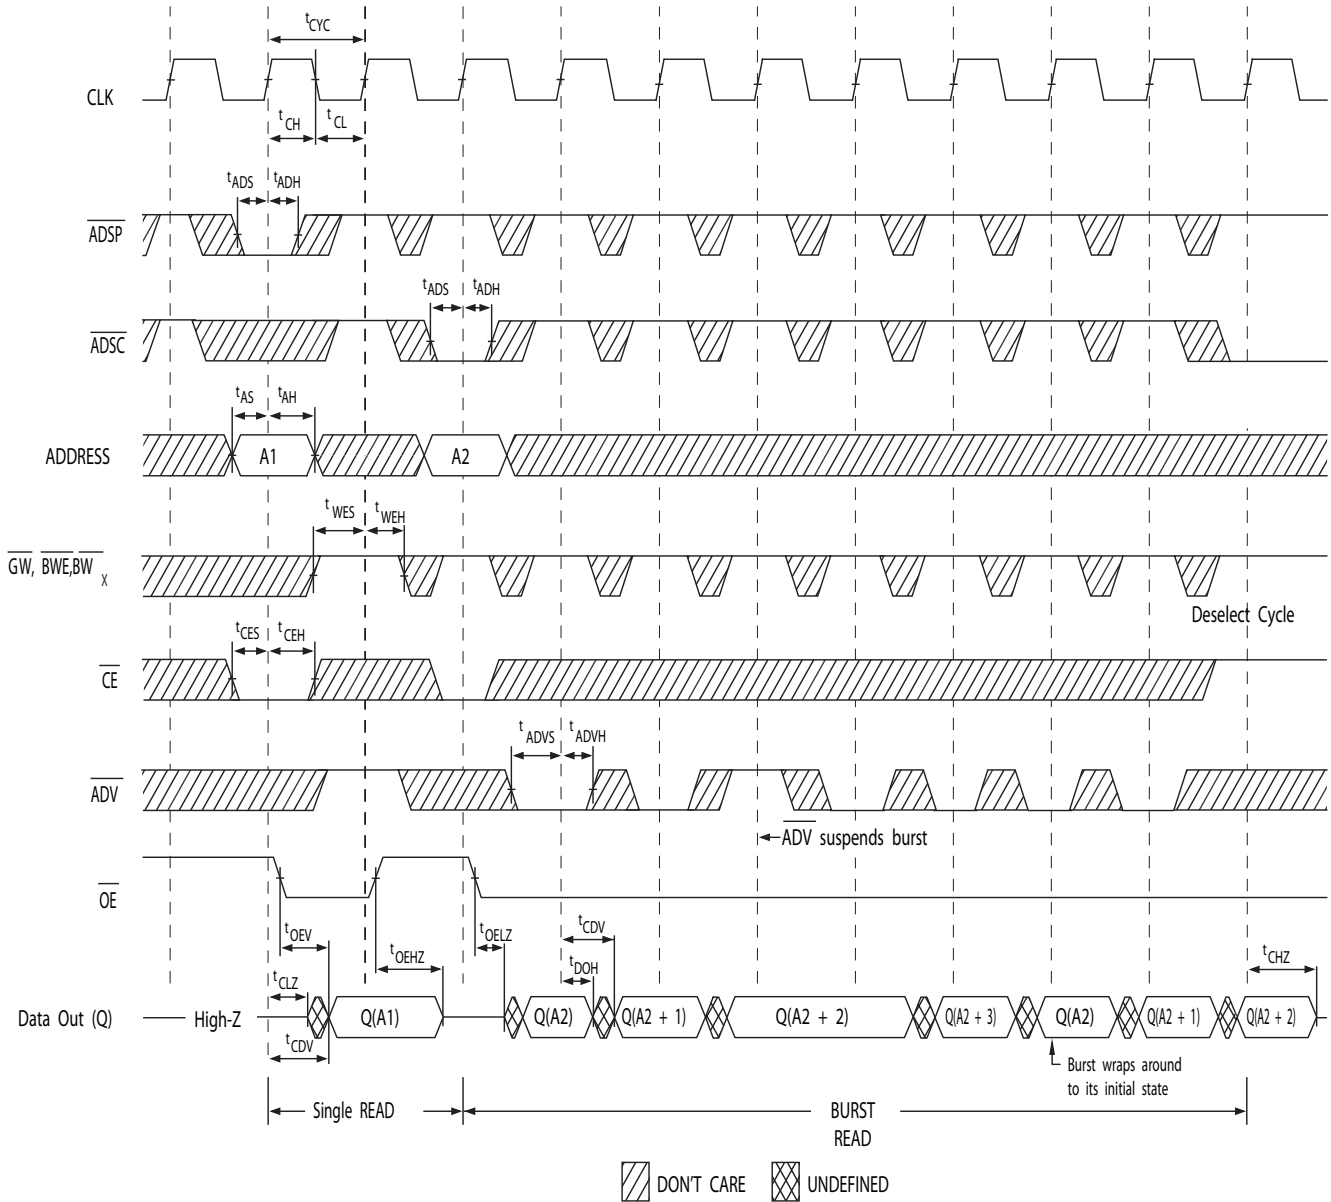 tCYC
CLK
tCH
tCL
tADS
tADH
ADSP
tADS
tADH
ADSC
tAS
tAH
ADDRESS
A1
A2
tWES
tWEH
GW, BWE,BW X
Deselect Cycle
tCES
tCEH
CE
tADVS
tADVH
ADV
ADV suspends burst
OE
tOEV
tOEHZ
tOELZ
tCDV
tDOH
tCLZ
tCHZ
Data Out (Q)
High-Z
Q(A1)
Q(A2)
Q(A2 + 1)
Q(A2 + 2)
Q(A2 + 3)
Q(A2)
Q(A2 + 1)
Q(A2 + 2)
tCDV
Burst wraps around
to its initial state
Single READ
BURST
READ
DON'T CARE
UNDEFINED